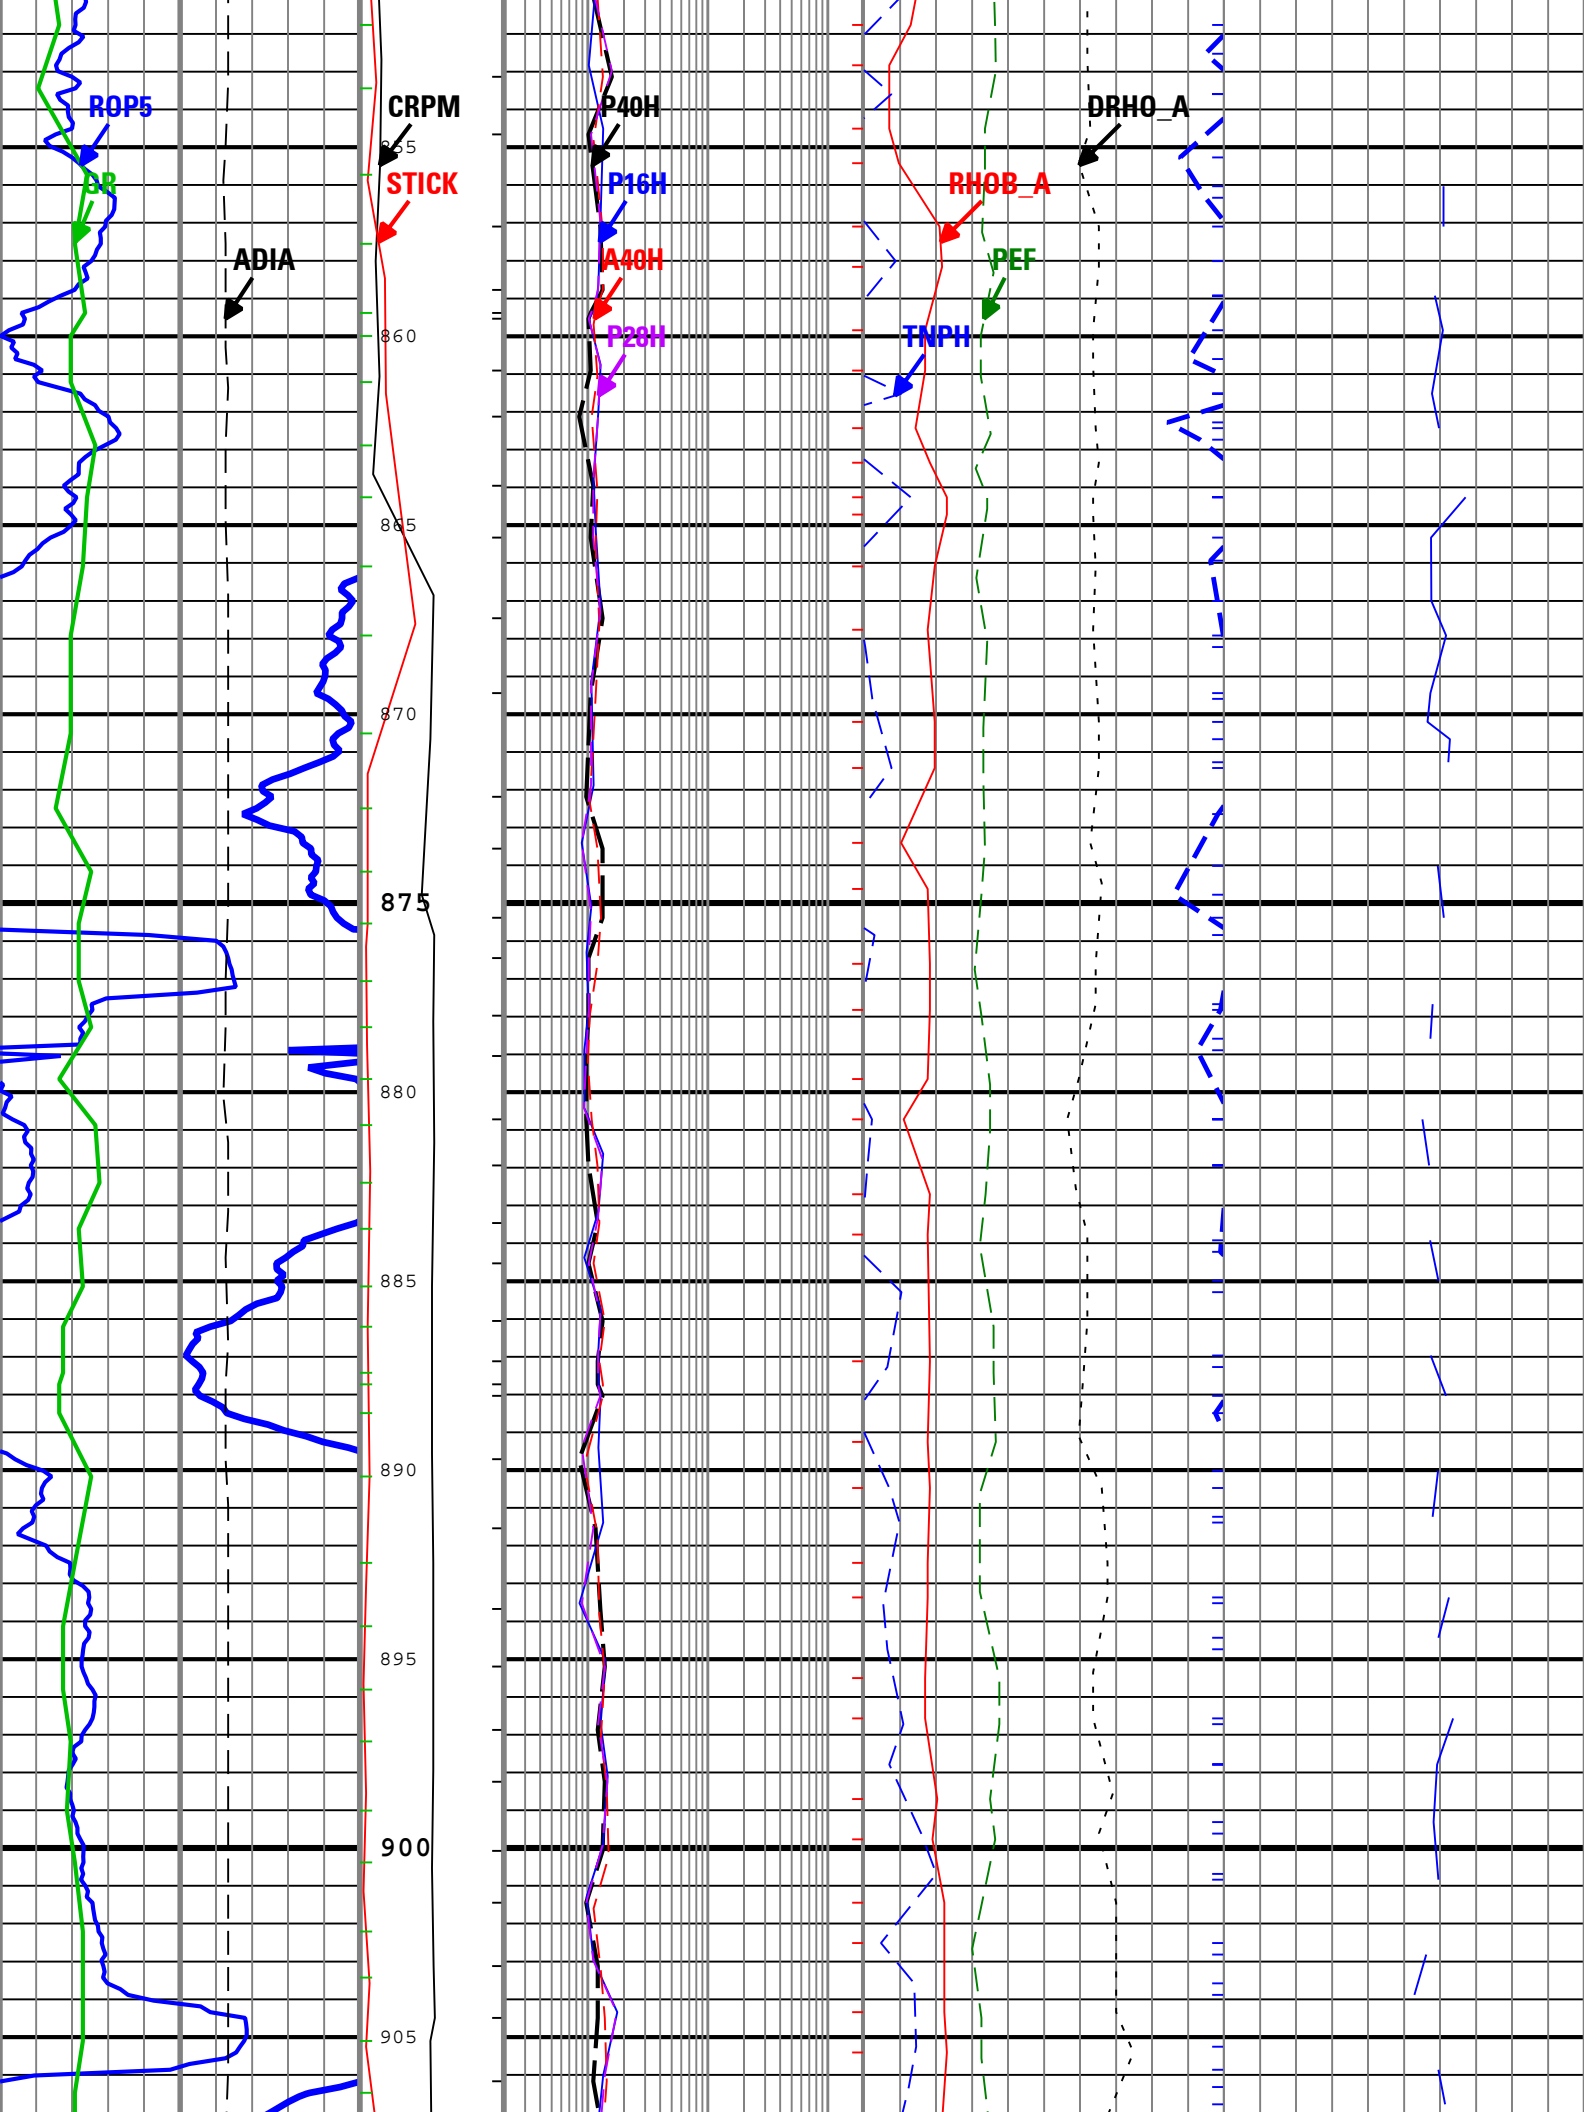 ROP5
CRPM
P40H
DRHO_A
855
GR
STICK
P16H
RHOB_A
ADIA
A40H
PEF
860
P28H
TNPH
865
870
875
880
885
890
895
900
905